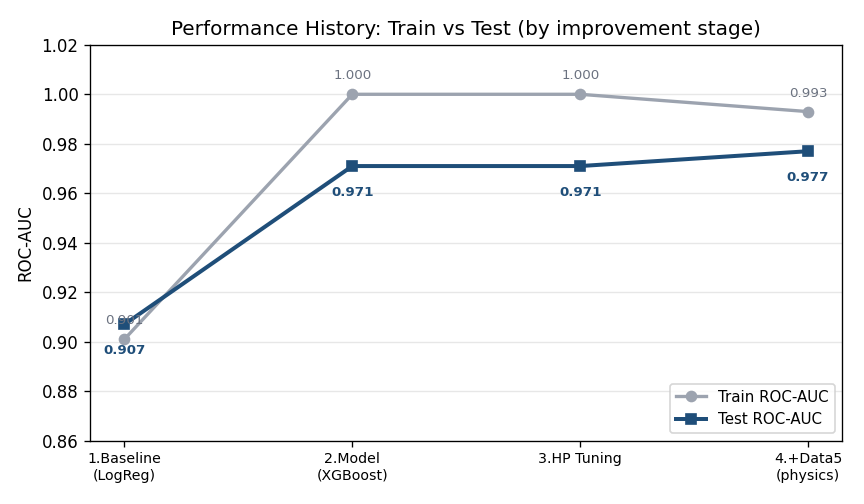 Performance History: Train vs Test (by improvement stage)
1.02
1.00
0.98
0.96
0.94
0.92
0.90
0.88
0.86
ROC-AUC
1.000
1.000
0.993
0.971
0.971
0.977
0.901
0.907
Train ROC-AUC
Test ROC-AUC
1.Baseline
(LogReg)
2.Model
(XGBoost)
3.HP Tuning
4.+Data5
(physics)